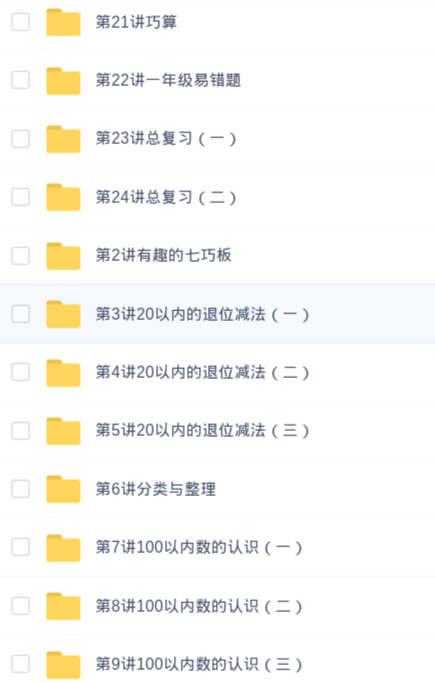 第21讲巧算
第22讲一年级易错题
第23讲总复习（一）
第24讲总复习（二）
第2讲有趣的七巧板
第3讲20以内的退位减法（一）
第4讲20以内的退位减法（二）
第5讲20以内的退位减法（三）
第6讲分类与整理
第7讲100以内数的认识（一）
第8讲100以内数的认识（二）
第9讲100以内数的认识（三）